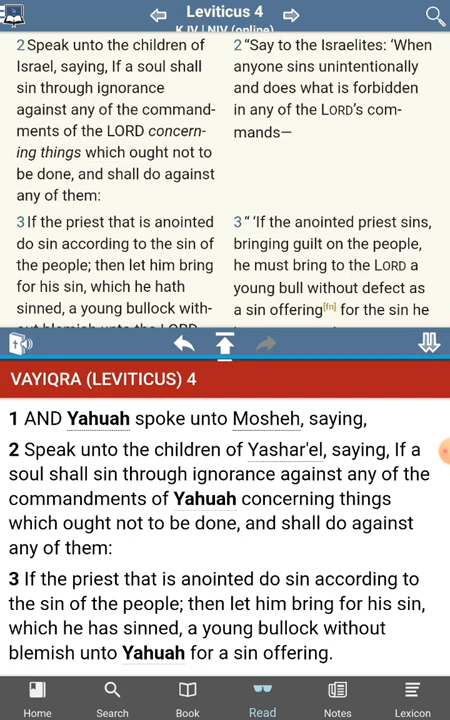 Leviticus 4
KJV | NIV (online)
2 Speak unto the children of
Israel, saying, If a soul shall
sin through ignorance
against any of the command-
ments of the LORD concern-
ing things which ought not to
be done, and shall do against
any of them:
3 If the priest that is anointed
do sin according to the sin of
the people; then let him bring
for his sin, which he hath
sinned, a young bullock with-
out blemish unto the LORD
2 “Say to the Israelites: ‘When
anyone sins unintentionally
and does what is forbidden
in any of the LORD’s com-
mands—
3 “ ‘If the anointed priest sins,
bringing guilt on the people,
he must bring to the LORD a
young bull without defect as
a sin offering[fn] for the sin he
VAYIQRA (LEVITICUS) 4
1 AND Yahuah spoke unto Mosheh, saying,
2 Speak unto the children of Yashar'el, saying, If a
soul shall sin through ignorance against any of the
commandments of Yahuah concerning things
which ought not to be done, and shall do against
any of them:
3 If the priest that is anointed do sin according to
the sin of the people; then let him bring for his sin,
which he has sinned, a young bullock without
blemish unto Yahuah for a sin offering.
Home Search Book Read Notes Lexicon